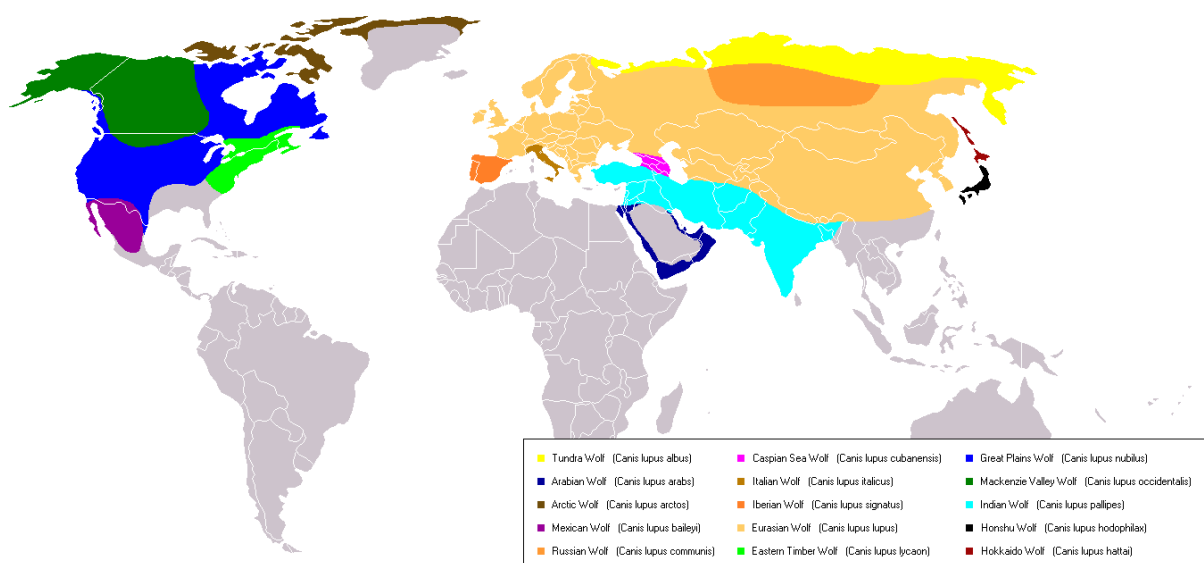 Tundra Wolf (Canis lupus albus)
Caspian Sea Wolf (Canis lupus cubanensis)
Great Plains Wolf (Canis lupus nubilus)
Arabian Wolf (Canis lupus arabs)
Italian Wolf (Canis lupus italicus)
Mackenzie Valley Wolf (Canis lupus occidentalis)
Arctic Wolf (Canis lupus arctos)
Iberian Wolf (Canis lupus signatus)
Indian Wolf (Canis lupus pallipes)
Mexican Wolf (Canis lupus baileyi)
Eurasian Wolf (Canis lupus lupus)
Honshu Wolf (Canis lupus hodophilax)
Russian Wolf (Canis lupus communis)
Eastern Timber Wolf (Canis lupus lycaon)
Hokkaido Wolf (Canis lupus hattai)